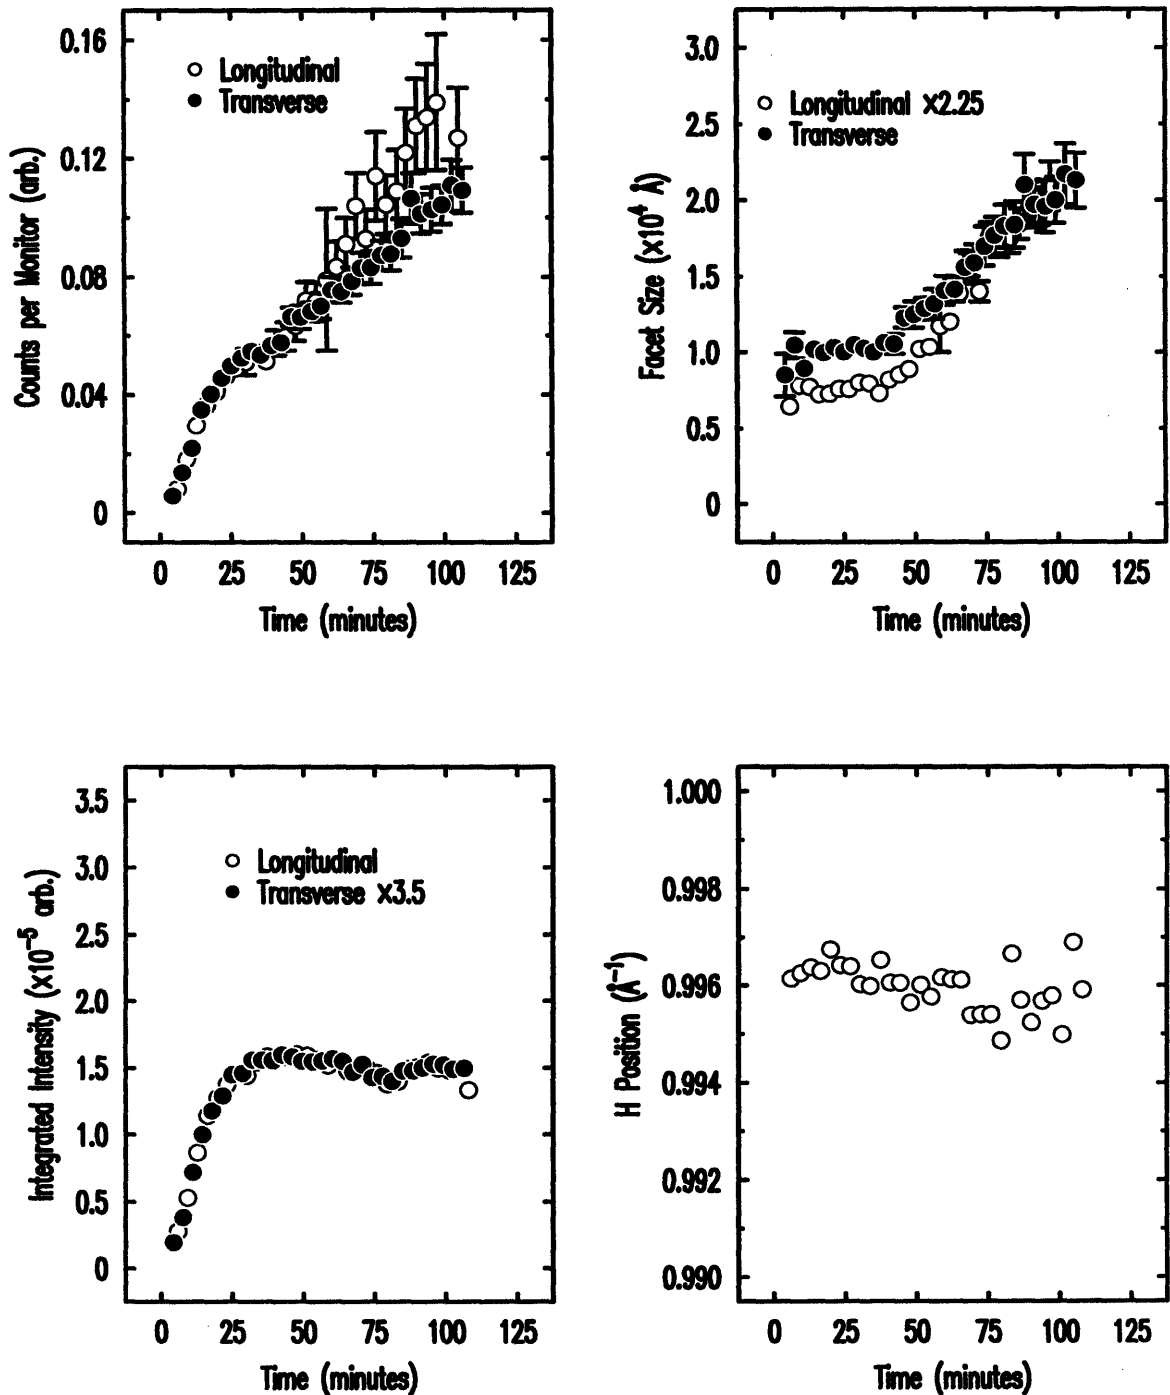 0.16
0.12
0.08
0.04
0
Counts per Monitor (arb.)
Longitudinal
Transverse
0 25 50 75 100 125
Time (minutes)
3.0
2.5
2.0
1.5
1.0
0.5
0
Facet Size (×10⁴ Å)
Longitudinal ×2.25
Transverse
0 25 50 75 100 125
Time (minutes)
3.5
3.0
2.5
2.0
1.5
1.0
0.5
0
Integrated Intensity (×10⁻⁵ arb.)
Longitudinal
Transverse ×3.5
0 25 50 75 100 125
Time (minutes)
1.000
0.998
0.996
0.994
0.992
0.990
H Position (Å⁻¹)
0 25 50 75 100 125
Time (minutes)